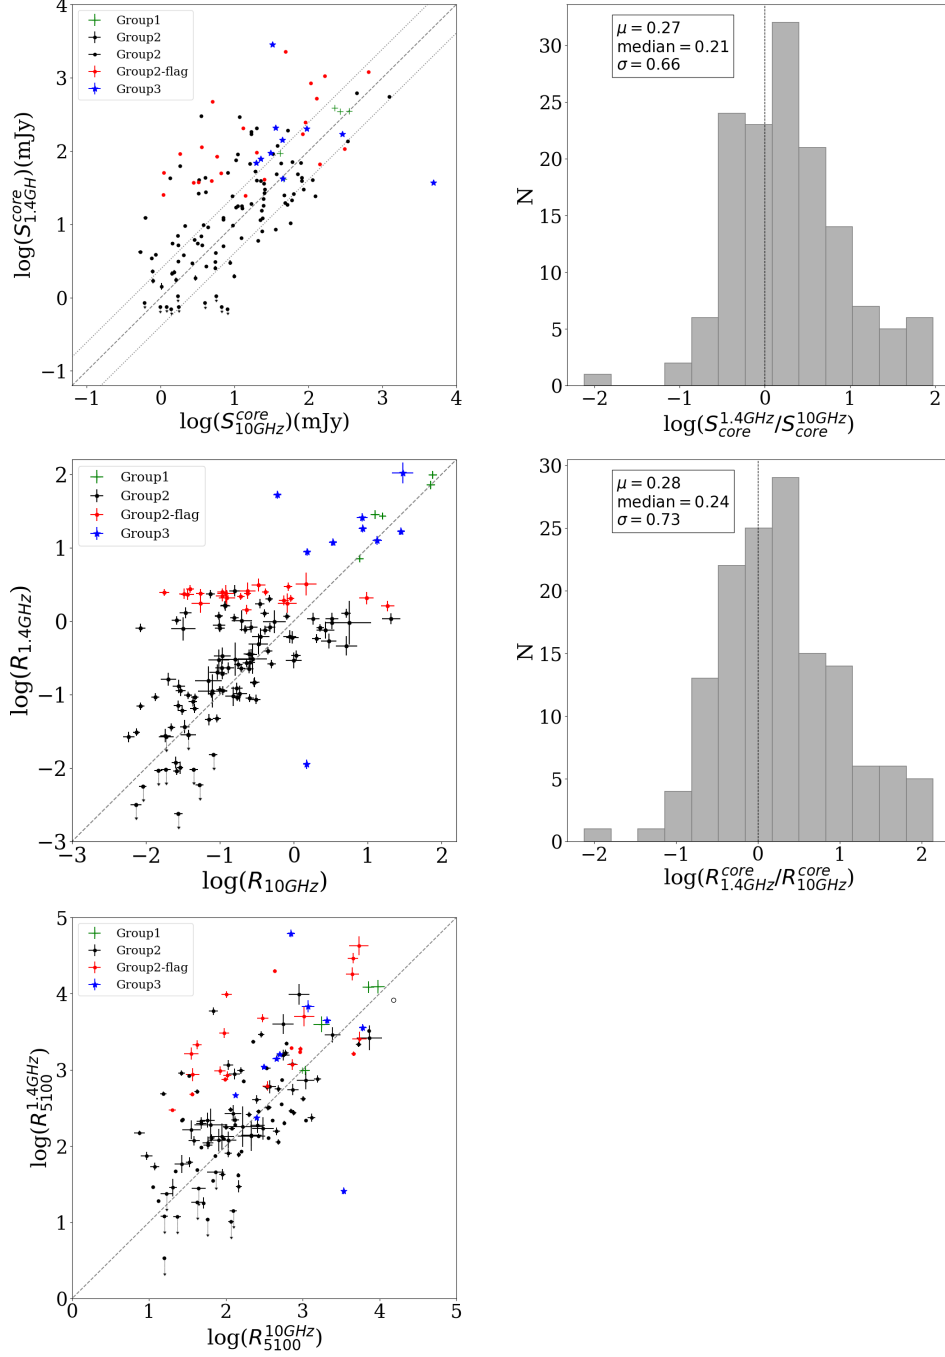 4
3
2
1
0
−1
log(S^{core}_{1.4GH})(mJy)
Group1
Group2
Group2
Group2-flag
Group3
−1 0 1 2 3 4
log(S^{core}_{10GHz})(mJy)
30
25
20
15
10
5
0
N
μ = 0.27
median = 0.21
σ = 0.66
−2 −1 0 1
log(S^{1.4GHz}_{core}/S^{10GHz}_{core})
2
1
0
−1
−2
−3
log(R_{1.4GHz})
Group1
Group2
Group2-flag
Group3
−3 −2 −1 0 1 2
log(R_{10GHz})
30
25
20
15
10
5
0
N
μ = 0.28
median = 0.24
σ = 0.73
−2 −1 0 1 2
log(R^{core}_{1.4GHz}/R^{core}_{10GHz})
5
4
3
2
1
0
log(R^{1.4GHz}_{5100})
Group1
Group2
Group2-flag
Group3
0 1 2 3 4 5
log(R^{10GHz}_{5100})